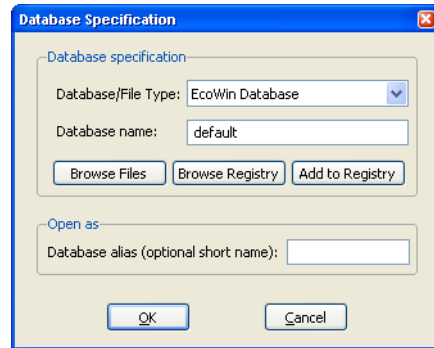 Database Specification
Database specification
Database/File Type: EcoWin Database
Database name: default
Browse Files Browse Registry Add to Registry
Open as
Database alias (optional short name):
OK Cancel